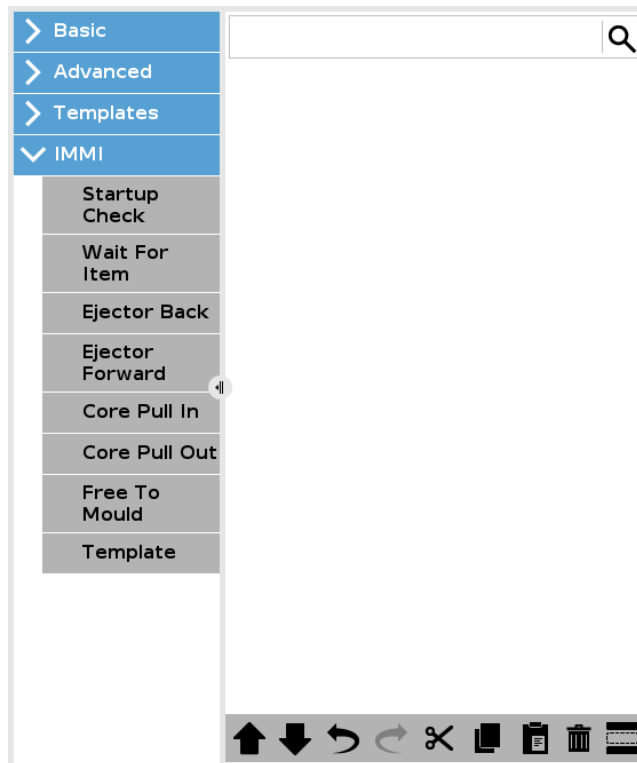 Basic
Advanced
Templates
IMMI
Startup
Check
Wait For
Item
Ejector Back
Ejector
Forward
Core Pull In
Core Pull Out
Free To
Mould
Template